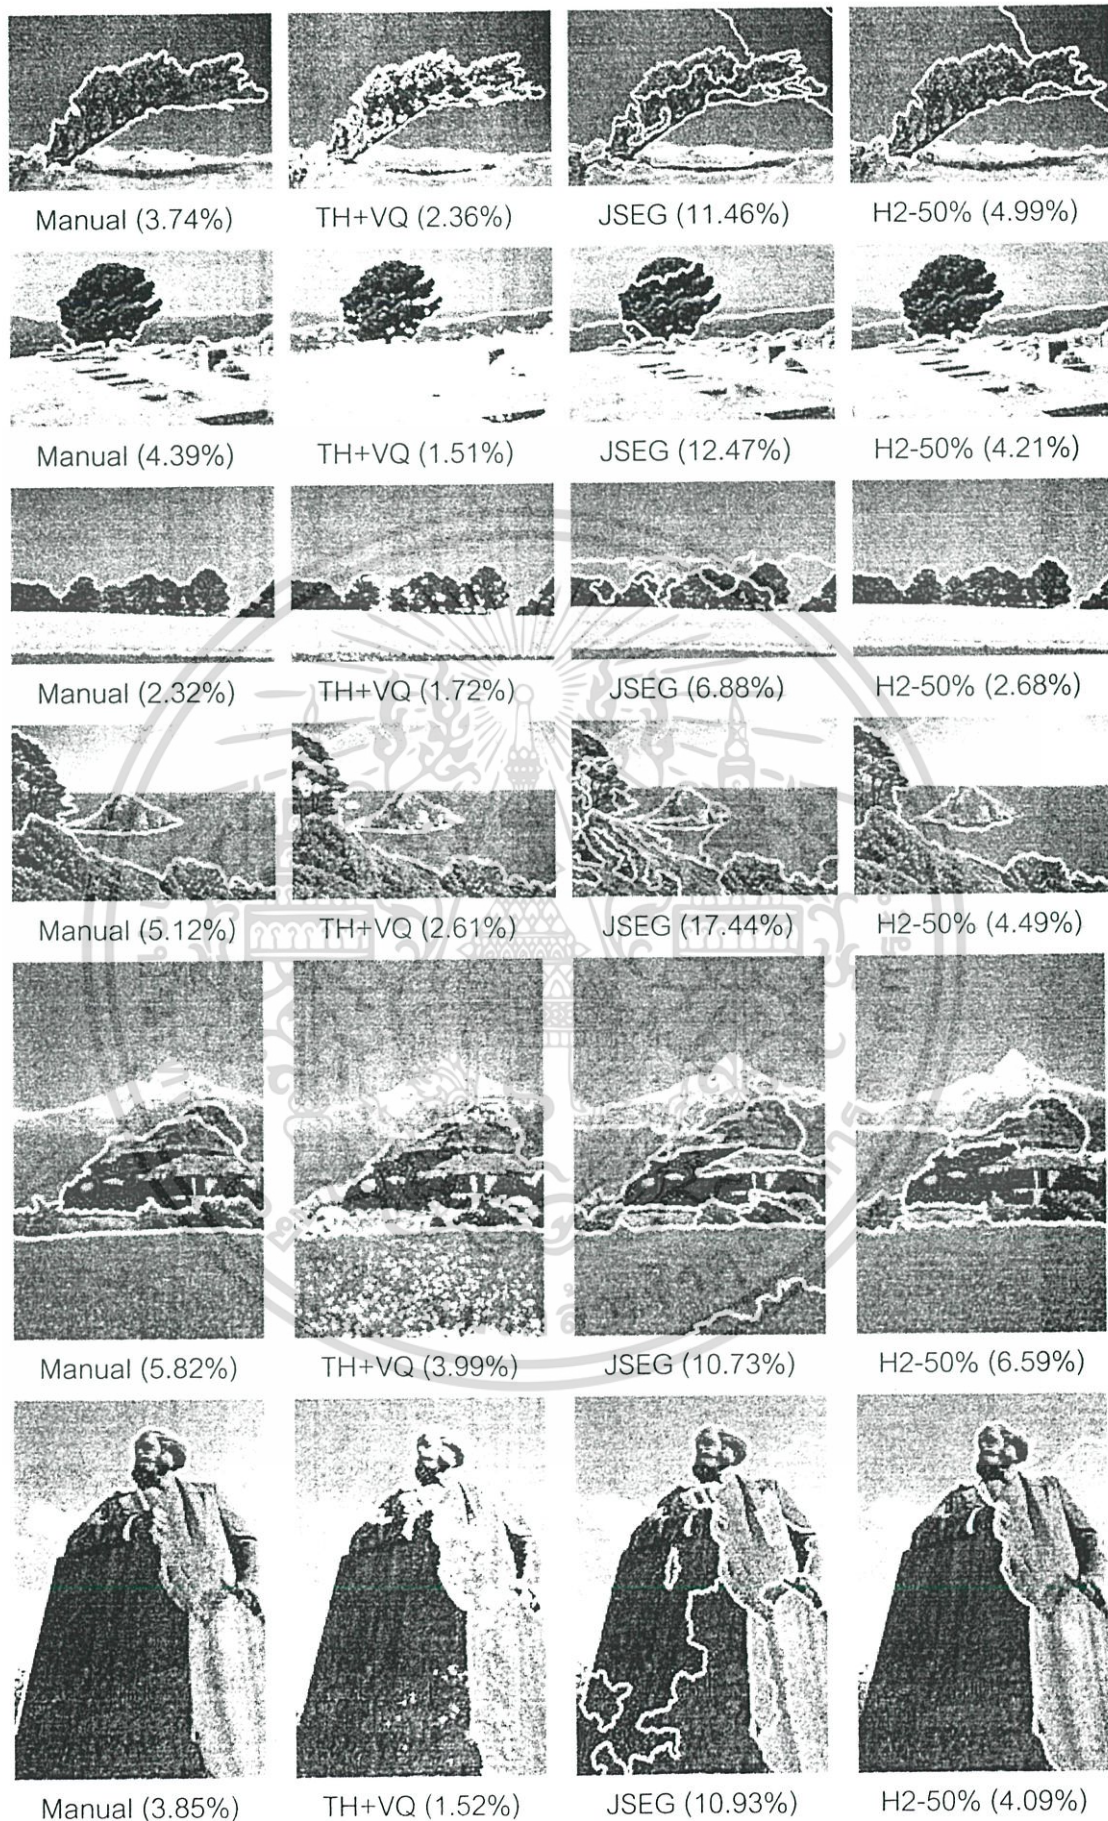 Manual (3.74%) TH+VQ (2.36%) JSEG (11.46%) H2-50% (4.99%)
Manual (4.39%) TH+VQ (1.51%) JSEG (12.47%) H2-50% (4.21%)
Manual (2.32%) TH+VQ (1.72%) JSEG (6.88%) H2-50% (2.68%)
Manual (5.12%) TH+VQ (2.61%) JSEG (17.44%) H2-50% (4.49%)
Manual (5.82%) TH+VQ (3.99%) JSEG (10.73%) H2-50% (6.59%)
Manual (3.85%) TH+VQ (1.52%) JSEG (10.93%) H2-50% (4.09%)